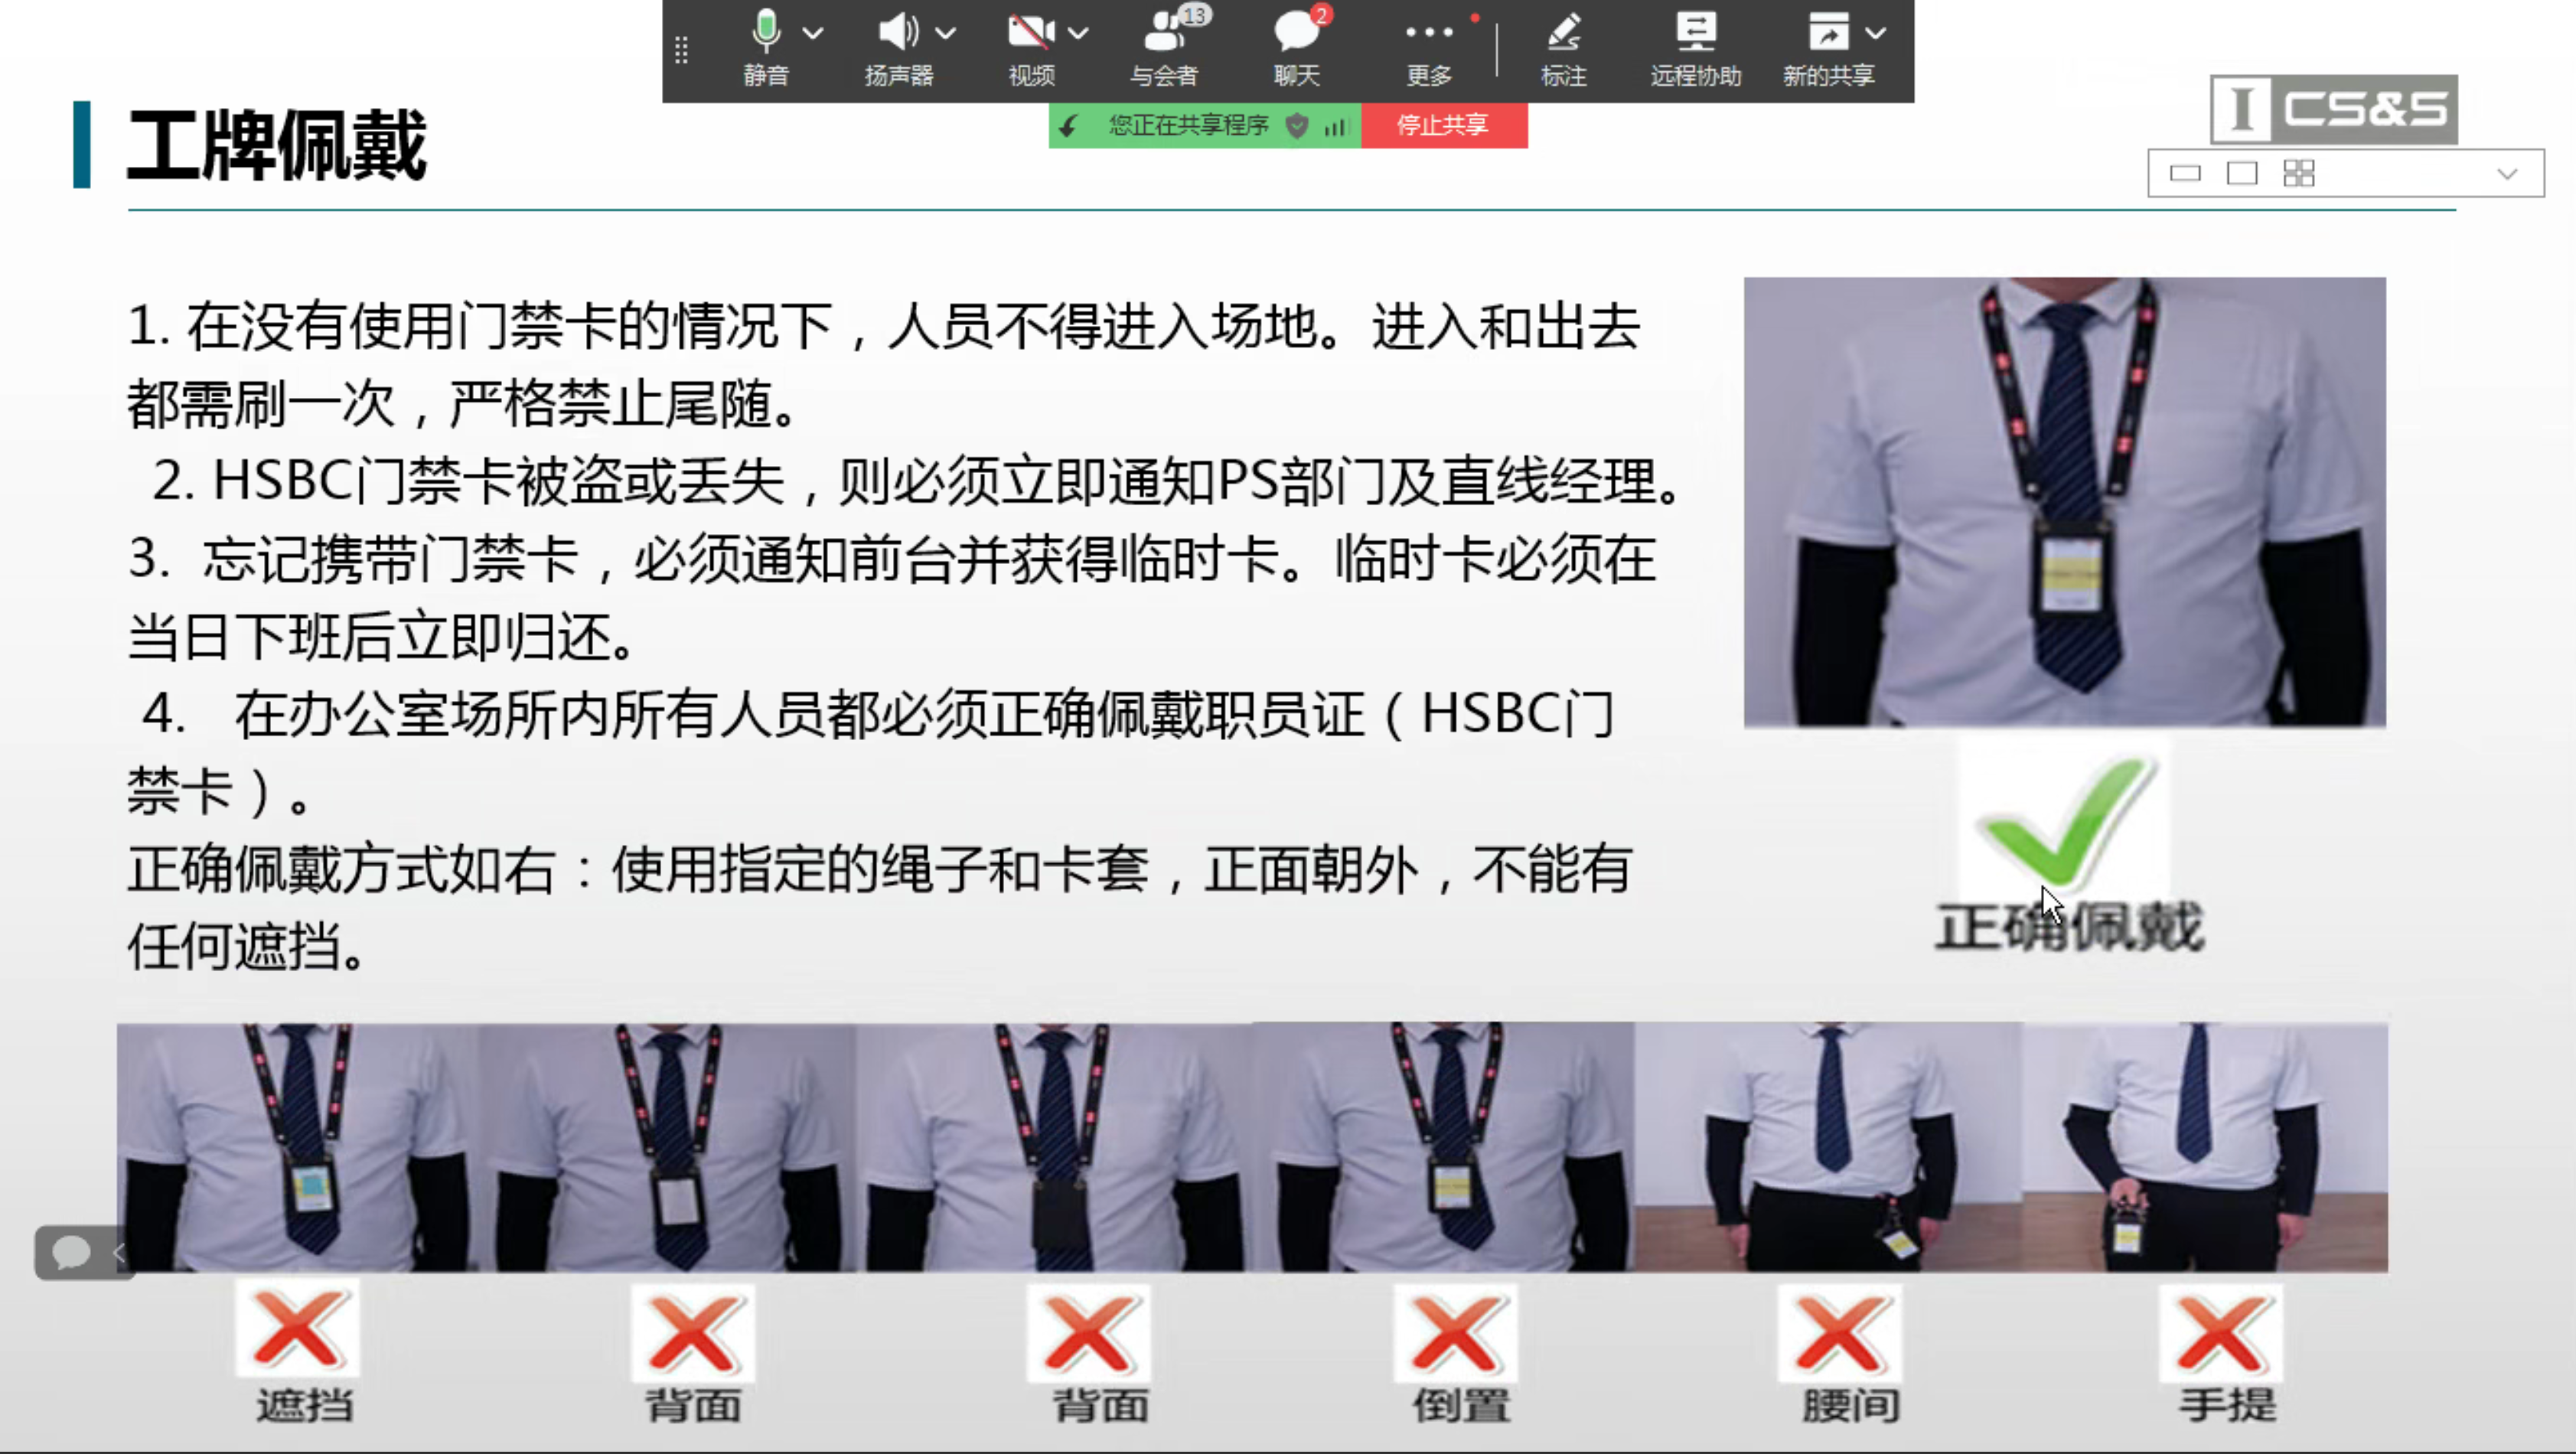 静音
扬声器
视频
13
与会者
2
聊天
更多
标注
远程协助
新的共享
您正在共享程序
停止共享
I CS&S
工牌佩戴
1. 在没有使用门禁卡的情况下，人员不得进入场地。进入和出去
都需刷一次，严格禁止尾随。
2. HSBC门禁卡被盗或丢失，则必须立即通知PS部门及直线经理。
3. 忘记携带门禁卡，必须通知前台并获得临时卡。临时卡必须在
当日下班后立即归还。
4. 在办公室场所内所有人员都必须正确佩戴职员证（HSBC门
禁卡）。
正确佩戴方式如右：使用指定的绳子和卡套，正面朝外，不能有
任何遮挡。
正确佩戴
遮挡
背面
背面
倒置
腰间
手提